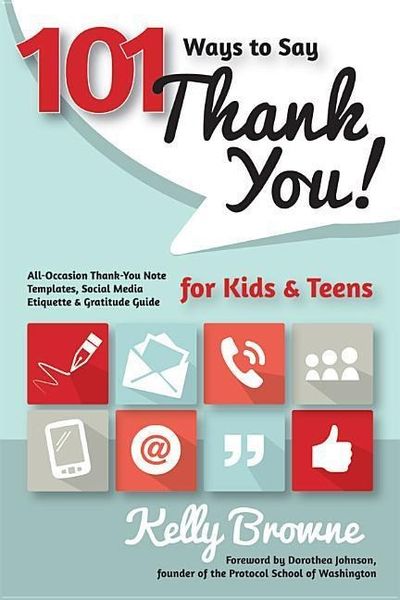 101 Ways to Say
Thank
You!
All-Occasion Thank-You Note
Templates, Social Media
Etiquette & Gratitude Guide
for Kids & Teens
@
”
Kelly Browne
Foreword by Dorothea Johnson,
founder of the Protocol School of Washington